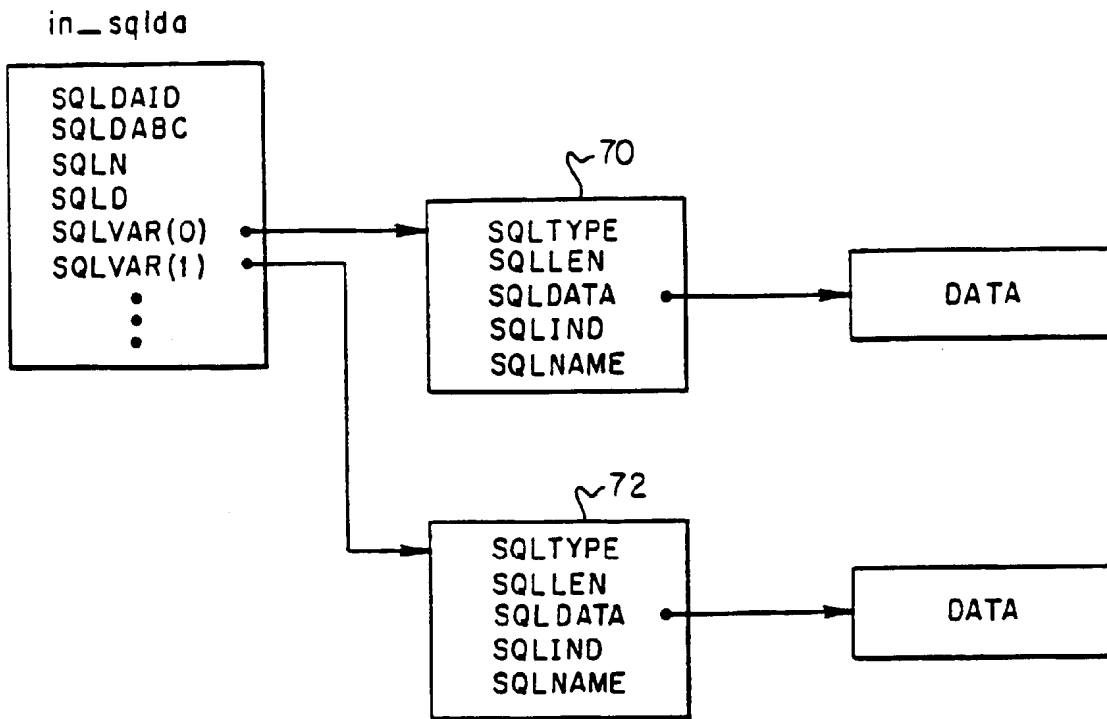 in_sqlda
SQLDAID
SQLDABC
SQLN
SQLD
SQLVAR(0)
SQLVAR(1)
70
SQLTYPE
SQLLEN
SQLDATA
SQLIND
SQLNAME
DATA
72
SQLTYPE
SQLLEN
SQLDATA
SQLIND
SQLNAME
DATA